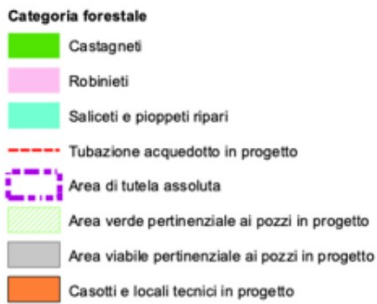 Categoria forestale
Castagneti
Robinieti
Saliceti e pioppeti ripari
Tubazione acquedotto in progetto
Area di tutela assoluta
Area verde pertinenziale ai pozzi in progetto
Area viabile pertinenziale ai pozzi in progetto
Casotti e locali tecnici in progetto